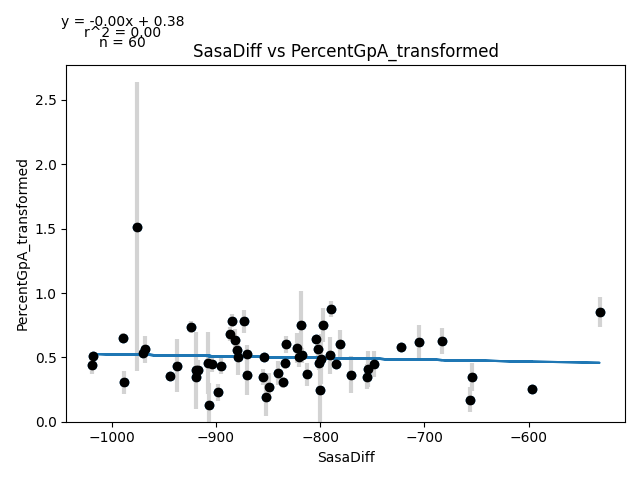 y = -0.00x + 0.38
r^2 = 0.00
n = 60
SasaDiff vs PercentGpA_transformed
PercentGpA_transformed
2.5
2.0
1.5
1.0
0.5
0.0
−1000 −900 −800 −700 −600
SasaDiff